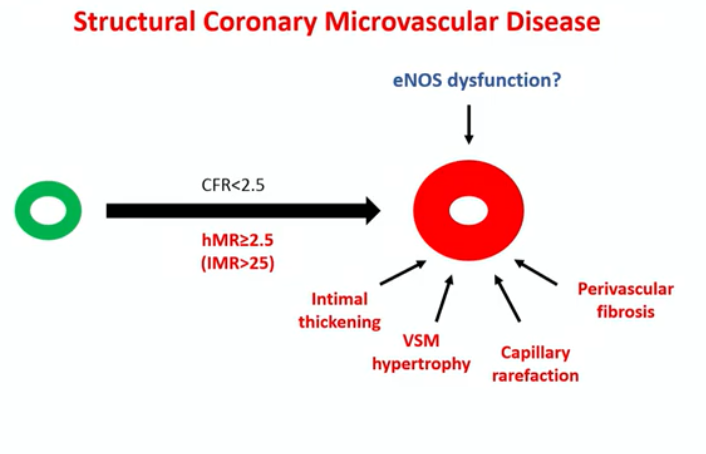 Structural Coronary Microvascular Disease
eNOS dysfunction?
CFR<2.5
hMR≥2.5
(IMR>25)
Intimal
thickening
VSM
hypertrophy
Capillary
rarefaction
Perivascular
fibrosis